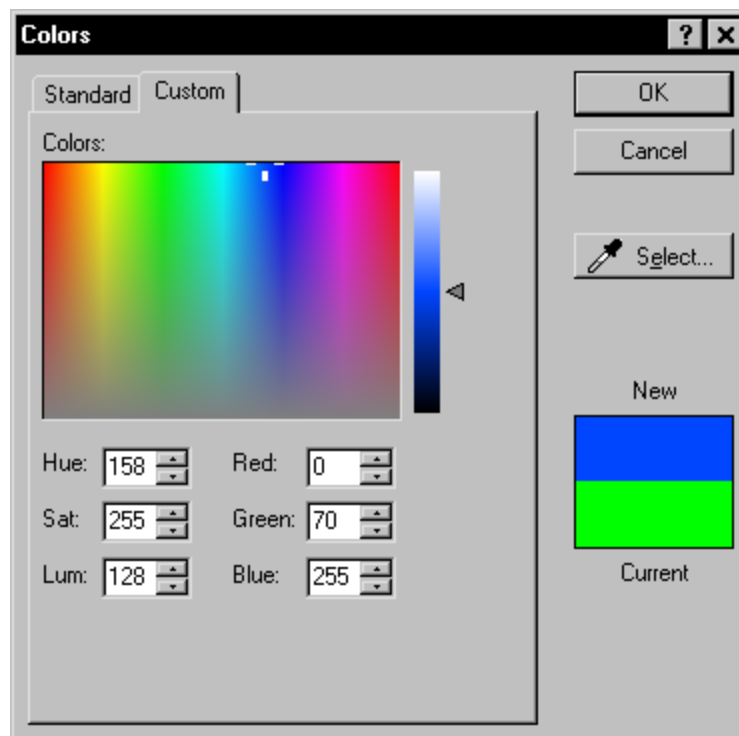 Colors
Standard Custom
OK
Colors:
Cancel
Select...
New
Hue: 158 Red: 0
Sat: 255 Green: 70
Lum: 128 Blue: 255
Current